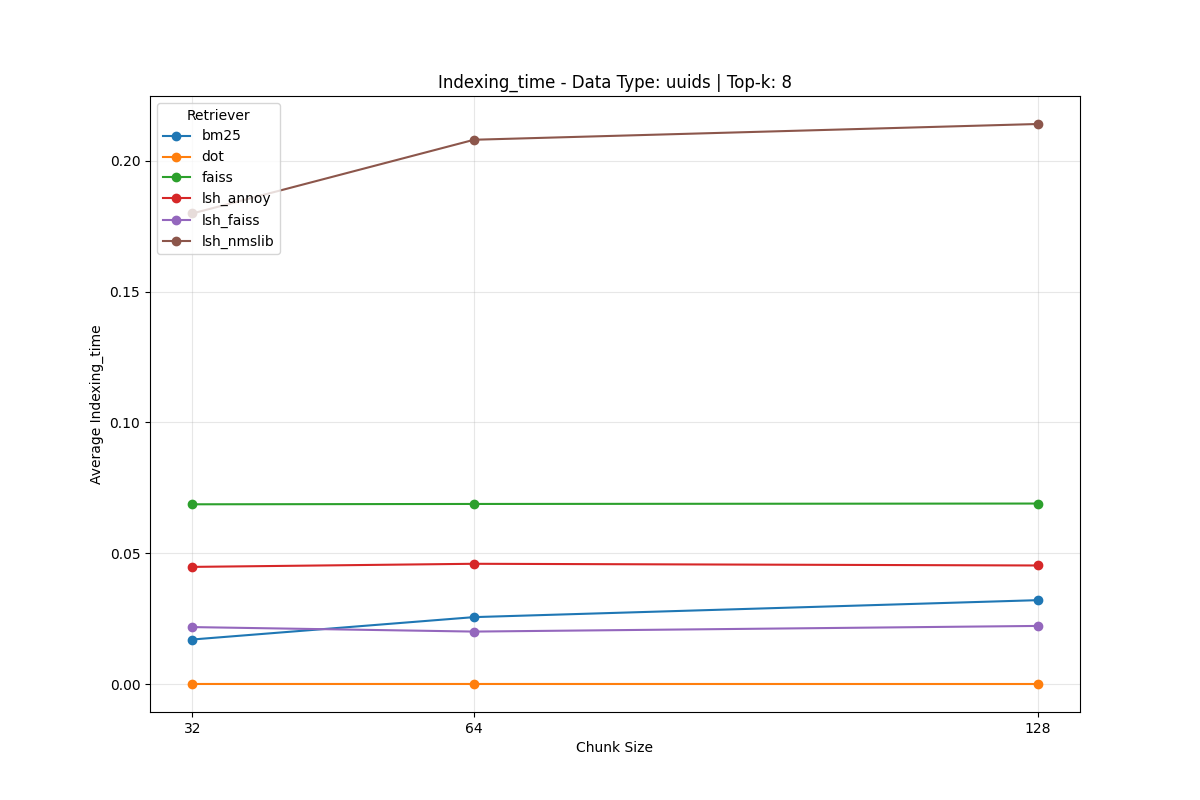 Indexing_time - Data Type: uuids | Top-k: 8
Retriever
bm25
dot
faiss
lsh_annoy
lsh_faiss
lsh_nmslib
Average Indexing_time
0.20
0.15
0.10
0.05
0.00
32
64
128
Chunk Size